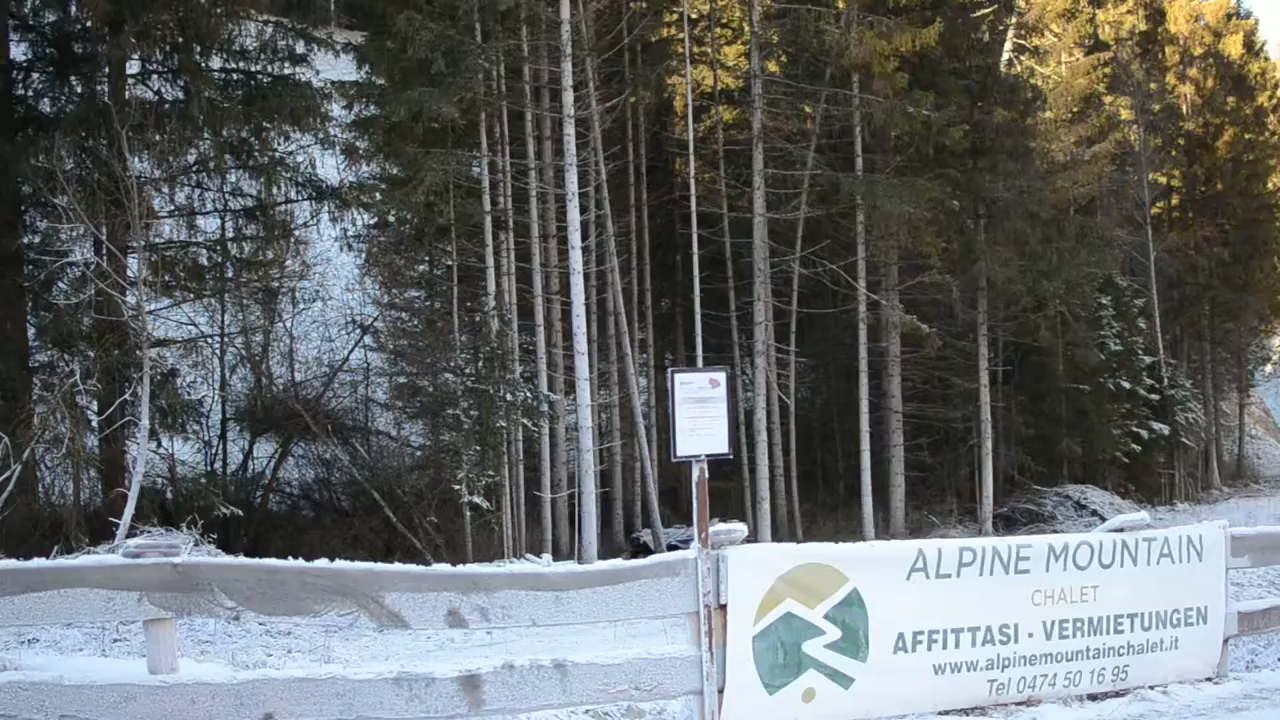 ALPINE MOUNTAIN
CHALET
AFFITTASI - VERMIETUNGEN
www.alpinemountainchalet.it
Tel 0474 50 16 95